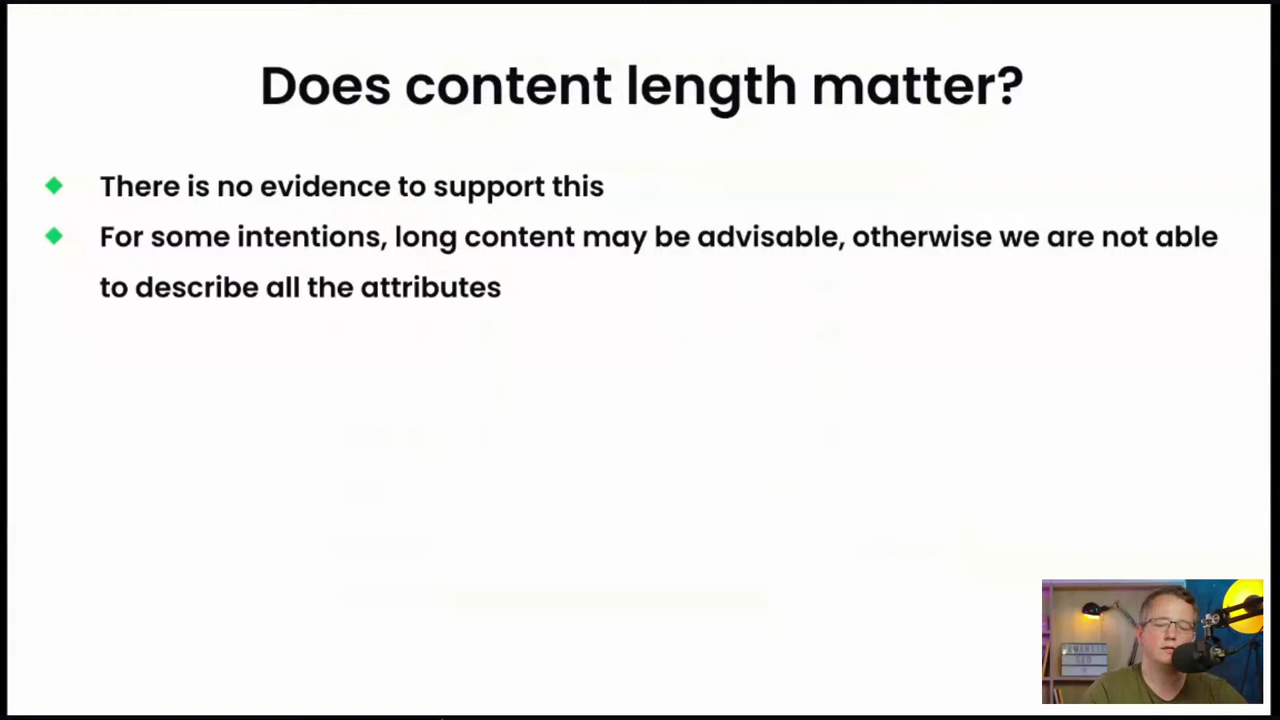 Does content length matter?
There is no evidence to support this
For some intentions, long content may be advisable, otherwise we are not able
to describe all the attributes